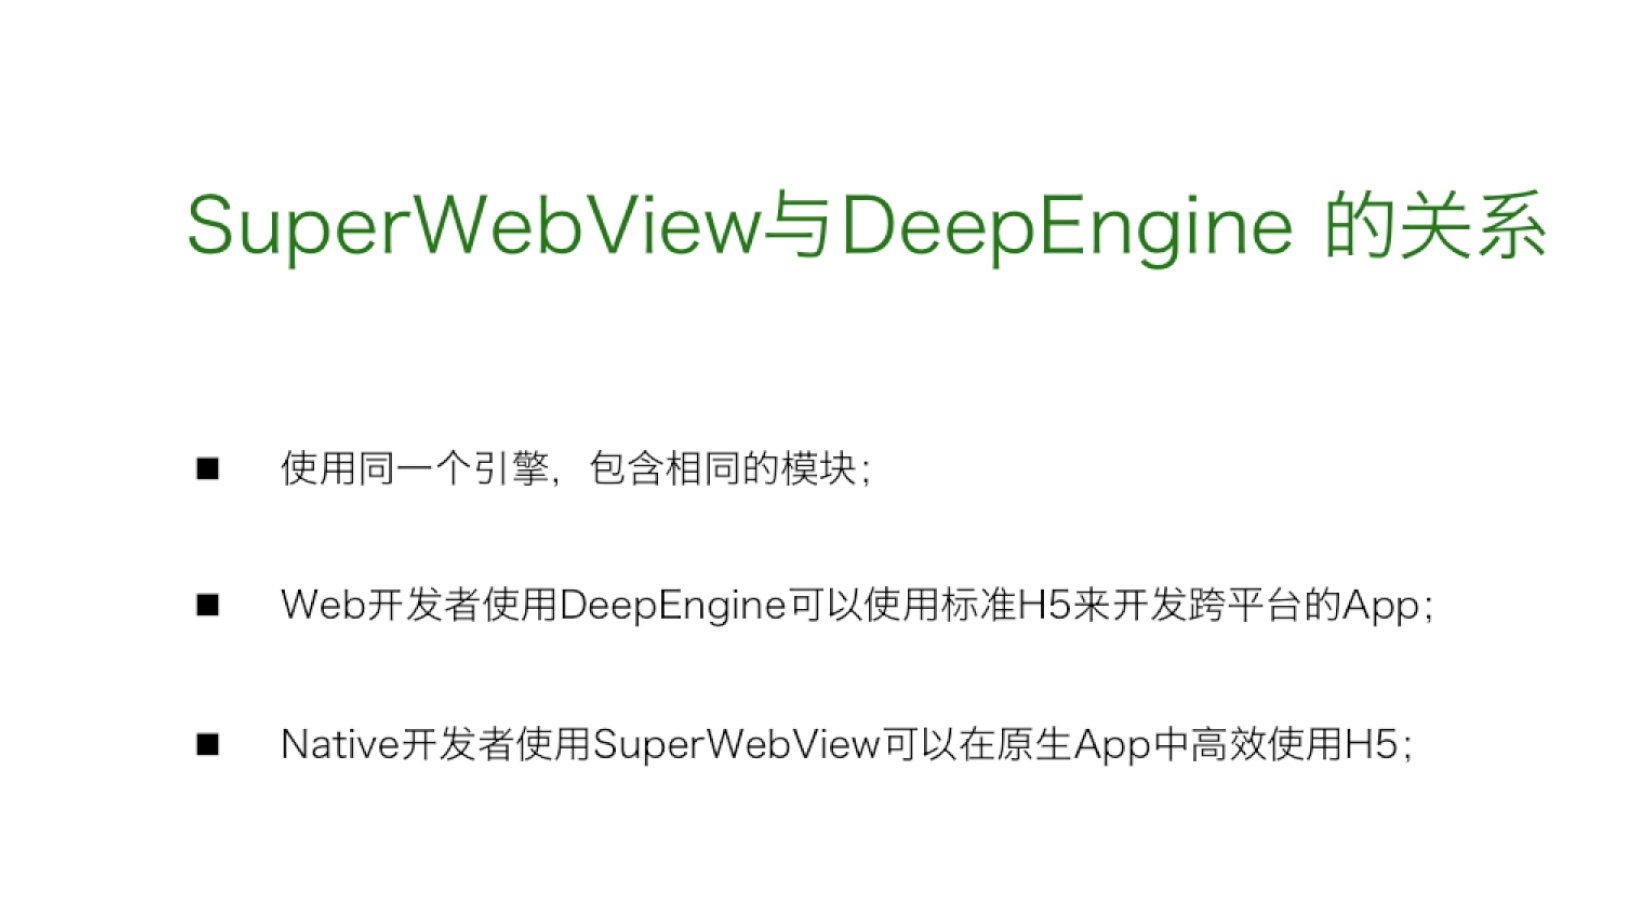 SuperWebView与DeepEngine 的关系
■ 使用同一个引擎，包含相同的模块；
■ Web开发者使用DeepEngine可以使用标准H5来开发跨平台的App；
■ Native开发者使用SuperWebView可以在原生App中高效使用H5；